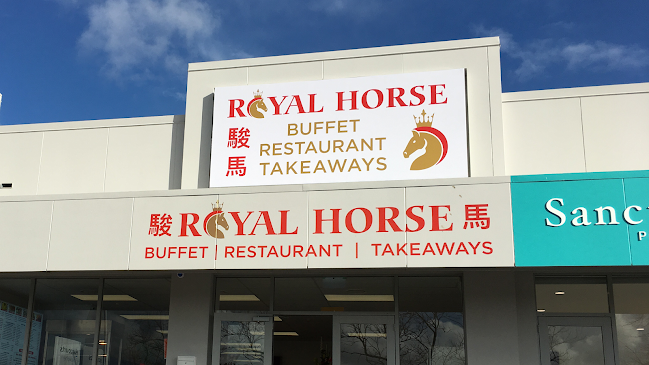 ROYAL HORSE
駿馬
BUFFET
RESTAURANT
TAKEAWAYS
駿 ROYAL HORSE 馬
BUFFET | RESTAURANT | TAKEAWAYS
Sanc
P